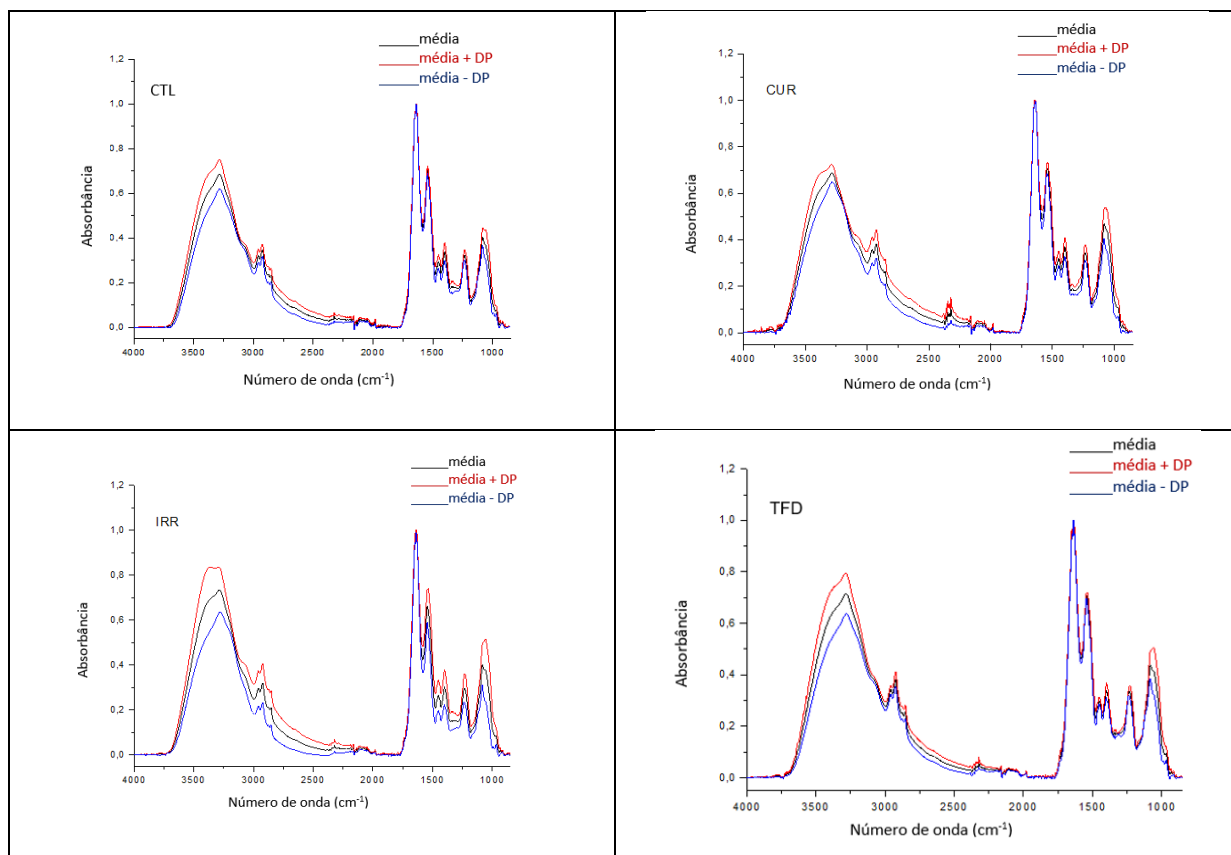 média
média + DP
média - DP
1,2
1,0
0,8
0,6
0,4
0,2
0,0
CTL
Absorbância
4000 3500 3000 2500 2000 1500 1000
Número de onda (cm-1)
média
média + DP
média - DP
1,2
1,0
0,8
0,6
0,4
0,2
0,0
CUR
Absorbância
4000 3500 3000 2500 2000 1500 1000
Número de onda (cm-1)
média
média + DP
média - DP
1,2
1,0
0,8
0,6
0,4
0,2
0,0
IRR
Absorbância
4000 3500 3000 2500 2000 1500 1000
Número de onda (cm-1)
média
média + DP
média - DP
1,2
1,0
0,8
0,6
0,4
0,2
0,0
TFD
Absorbância
4000 3500 3000 2500 2000 1500 1000
Número de onda (cm-1)